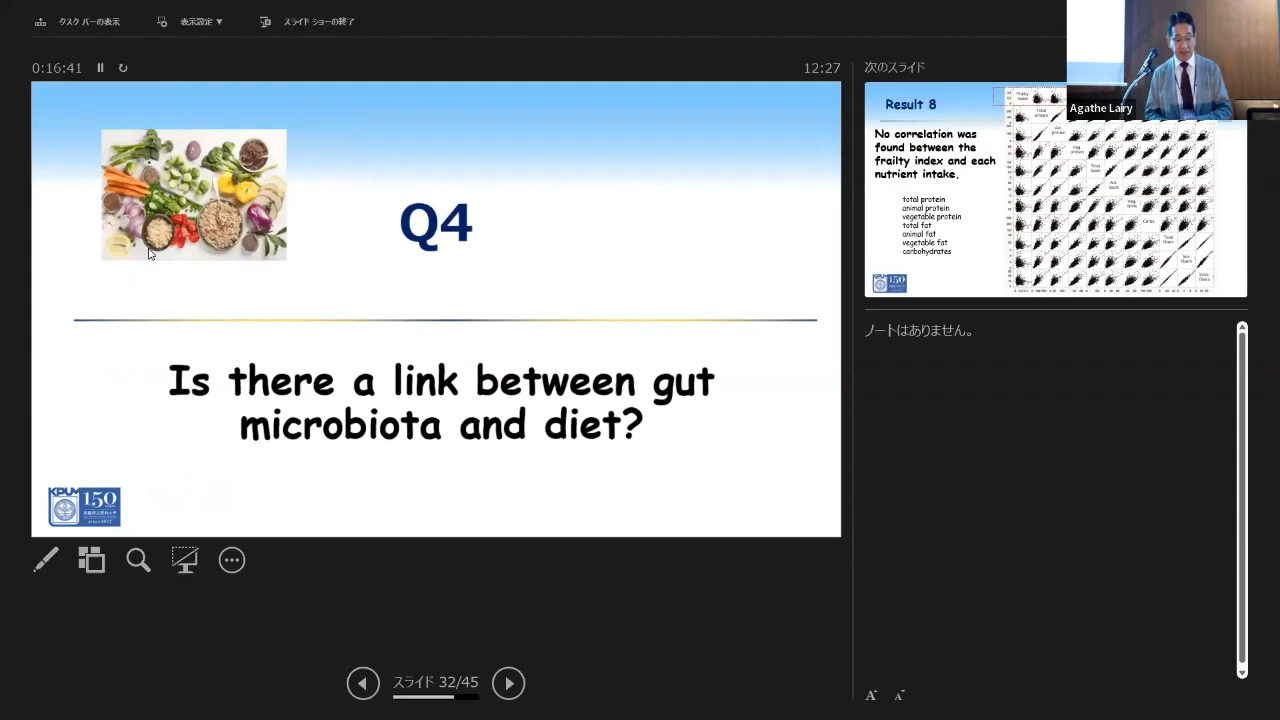 タスク バーの表示
表示設定 ▼
スライド ショーの終了
0:16:41
12:27
次のスライド
Agathe Lairy
Q4
Is there a link between gut
microbiota and diet?
KPUM
150
Result 8
No correlation was
found between the
frailty index and each
nutrient intake.
total protein
animal protein
vegetable protein
total fat
animal fat
vegetable fat
carbohydrates
150
ノートはありません。
スライド 32/45